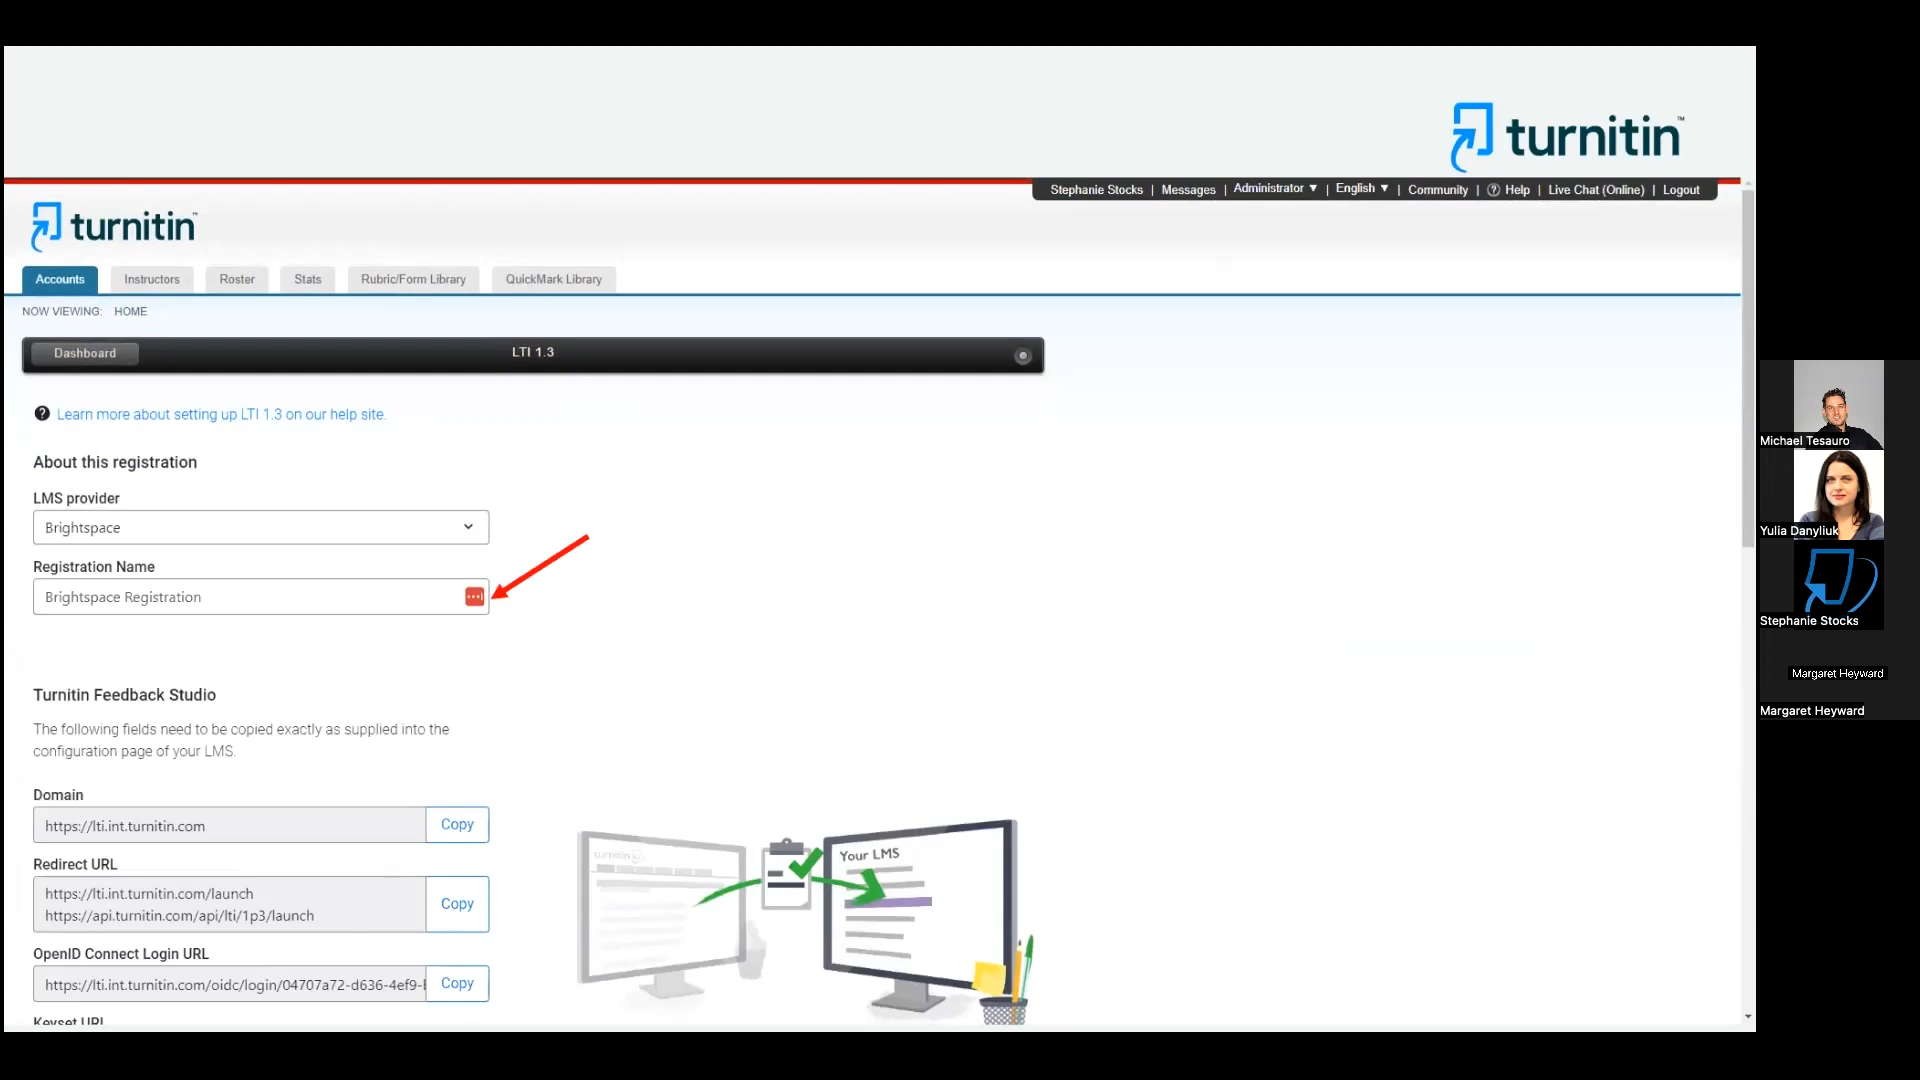 turnitin™
Stephanie Stocks | Messages | Administrator ▼ | English ▼ | Community | ? Help | Live Chat (Online) | Logout
turnitin™
Accounts
Instructors
Roster
Stats
Rubric/Form Library
QuickMark Library
NOW VIEWING: HOME
Dashboard
LTI 1.3
? Learn more about setting up LTI 1.3 on our help site.
About this registration
LMS provider
Brightspace
Registration Name
Brightspace Registration
Turnitin Feedback Studio
The following fields need to be copied exactly as supplied into the
configuration page of your LMS.
Domain
https://lti.int.turnitin.com
Copy
Redirect URL
https://lti.int.turnitin.com/launch
https://api.turnitin.com/api/lti/1p3/launch
Copy
OpenID Connect Login URL
https://lti.int.turnitin.com/oidc/login/04707a72-d636-4ef9-
Copy
Keyset URL
turnitin
Your LMS
Michael Tesauro
Yulia Danyliuk
Stephanie Stocks
Margaret Heyward
Margaret Heyward